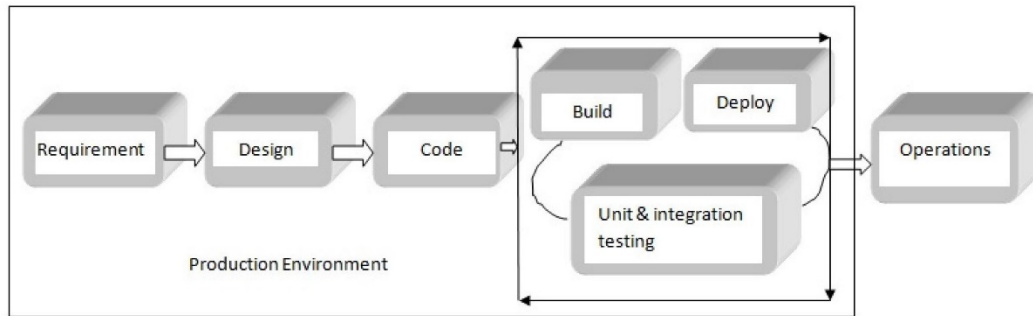 Requirement
Design
Code
Build
Deploy
Unit & integration
testing
Operations
Production Environment